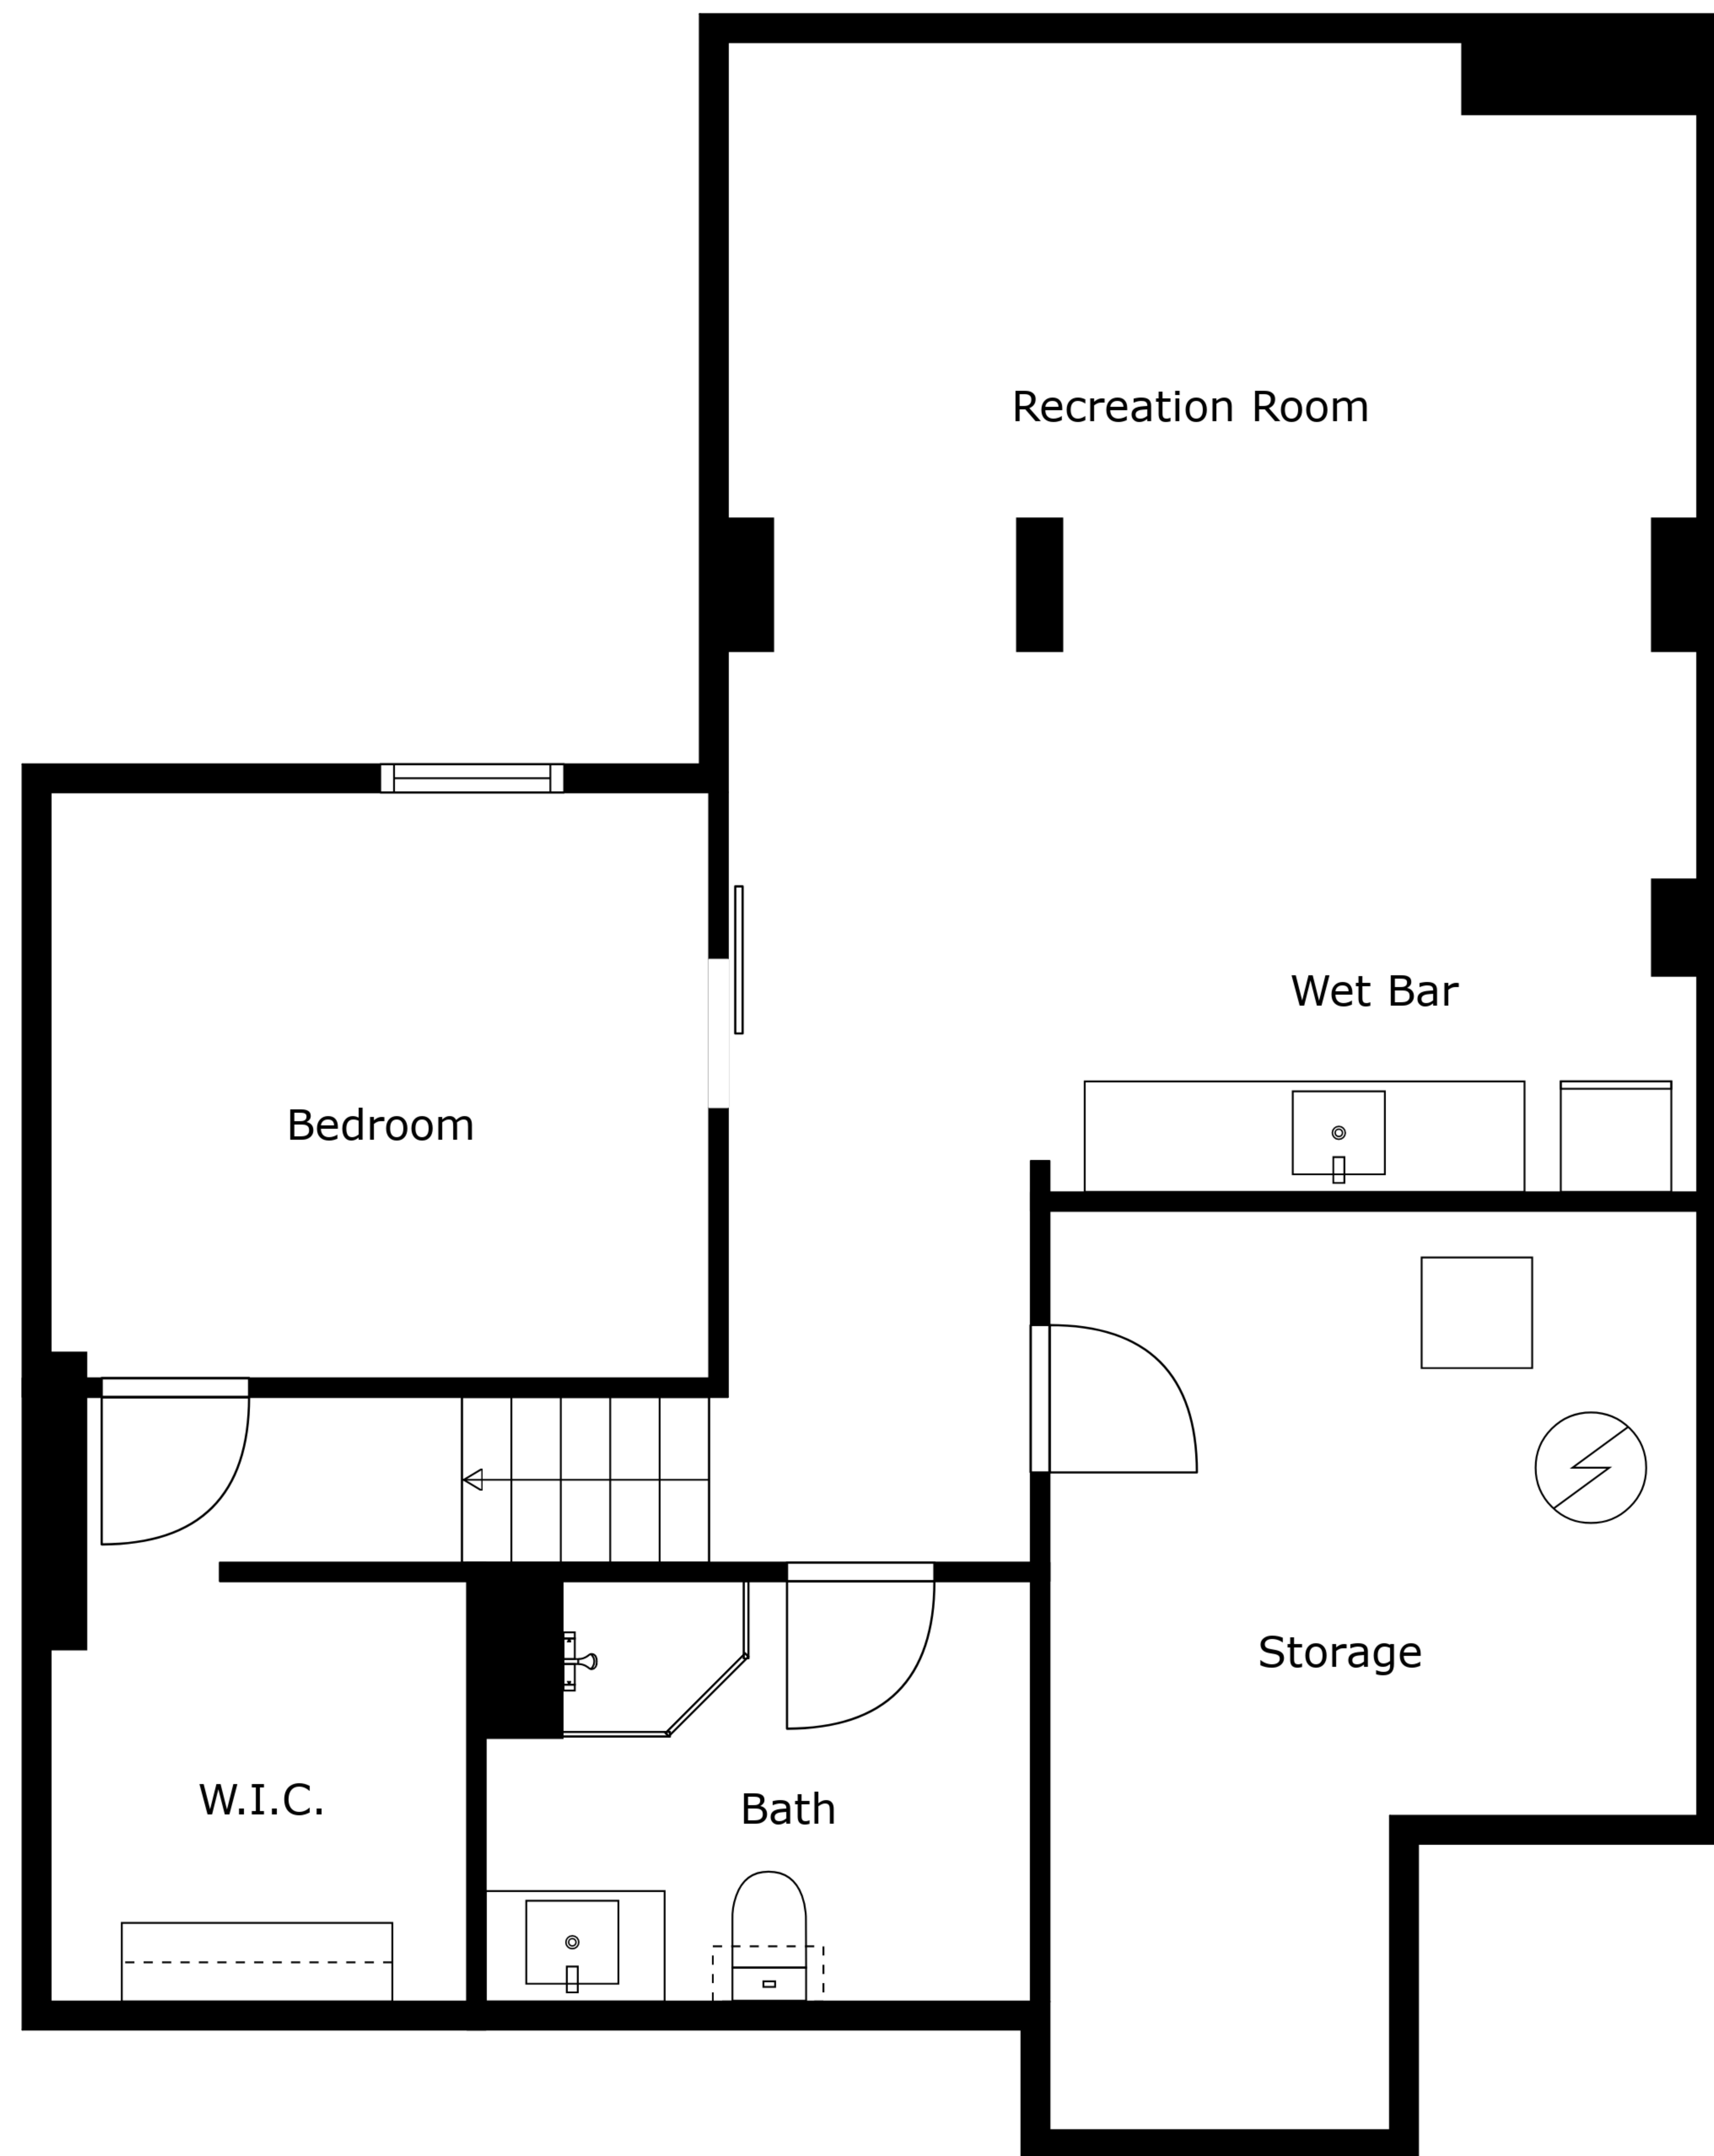 Recreation Room
Wet Bar
Bedroom
Storage
W.I.C.
Bath